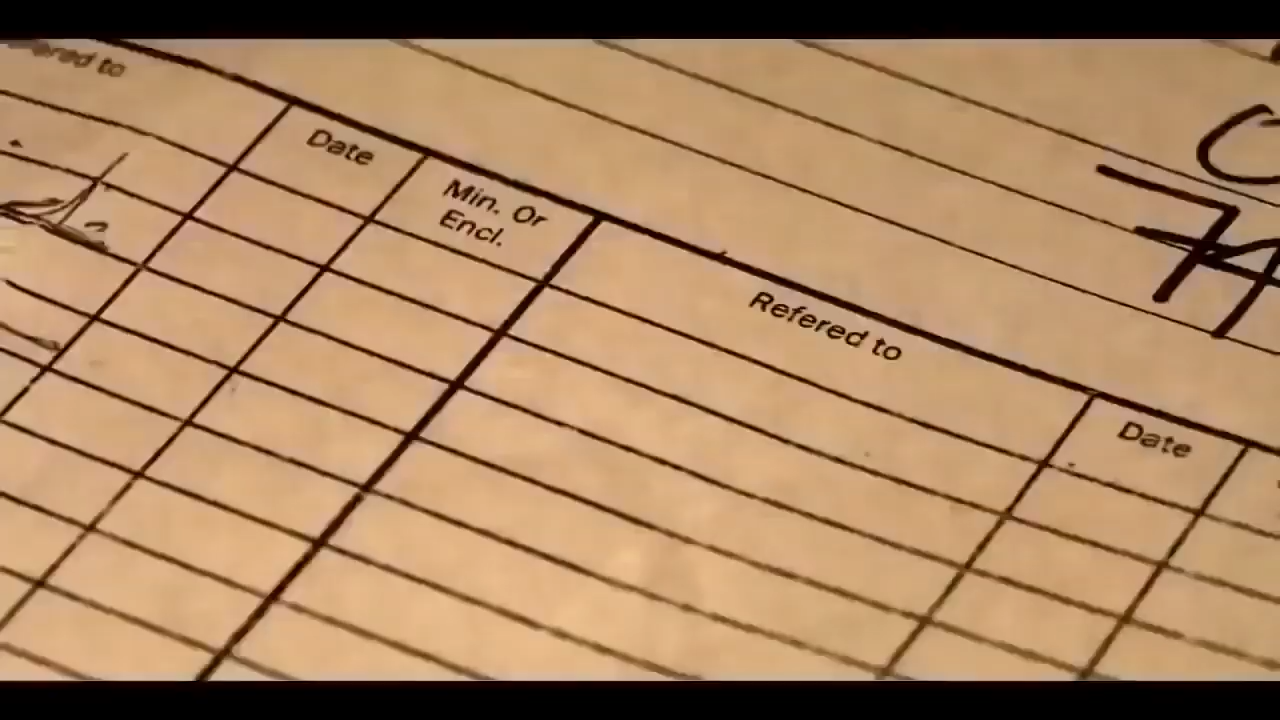 Date
Min. Or
Encl.
Refered to
Date